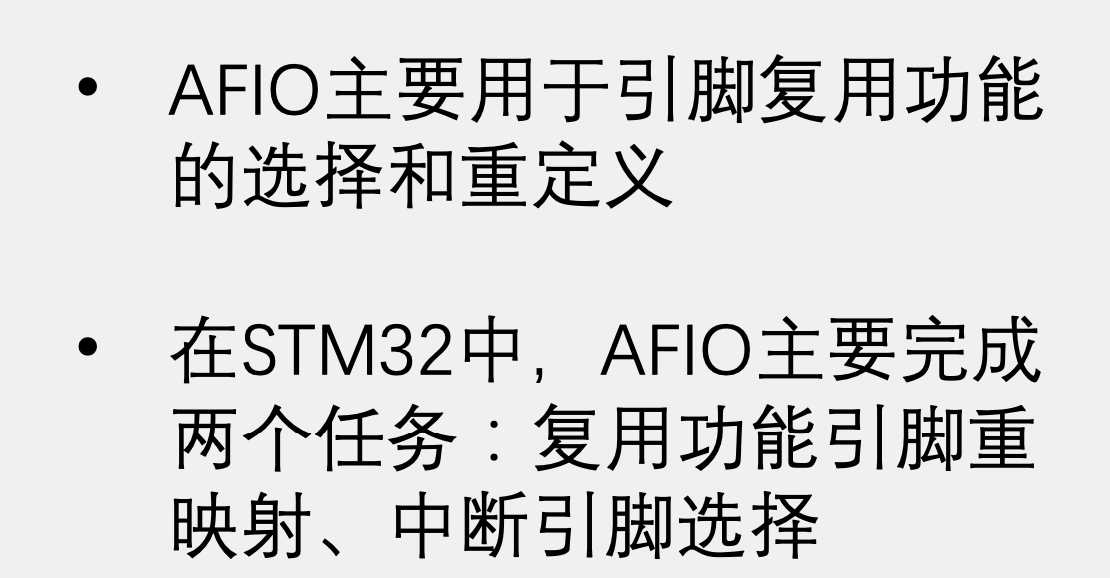 • AFIO主要用于引脚复用功能
的选择和重定义
• 在STM32中，AFIO主要完成
两个任务：复用功能引脚重
映射、中断引脚选择